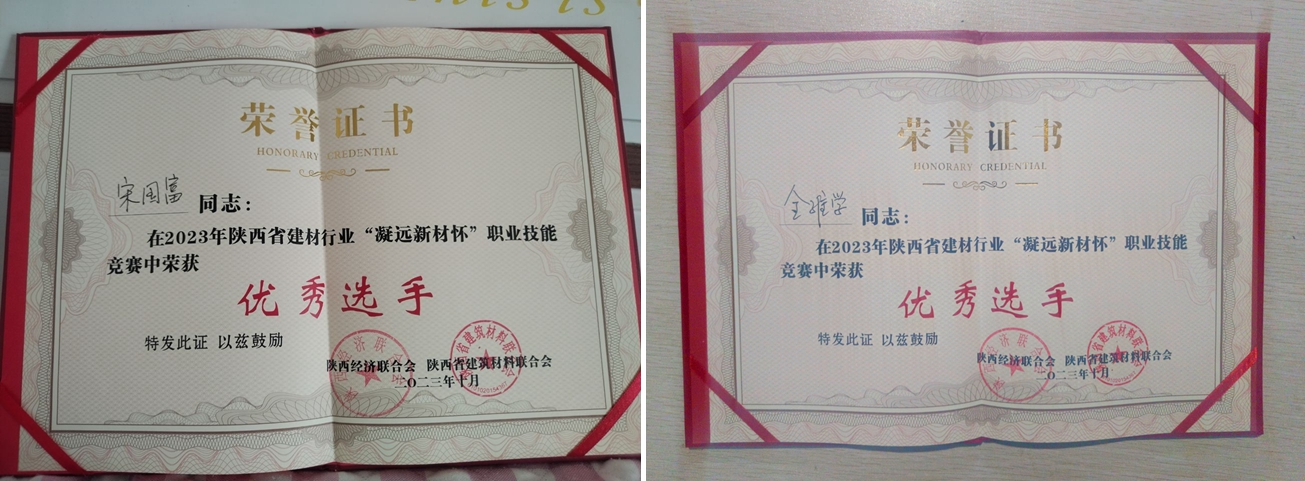 荣誉证书
HONORARY CREDENTIAL
宋国富 同志：
在2023年陕西省建材行业“凝远新材怀”职业技能
竞赛中荣获
优秀选手
特发此证 以兹鼓励
陕西经济联合会 陕西省建筑材料联合会
二〇二三年十月
荣誉证书
HONORARY CREDENTIAL
全雅学 同志：
在2023年陕西省建材行业“凝远新材怀”职业技能
竞赛中荣获
优秀选手
特发此证 以兹鼓励
陕西经济联合会 陕西省建筑材料联合会
二〇二三年十月